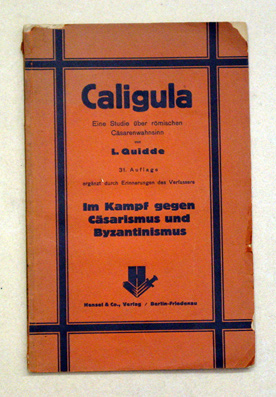 Caligula
Eine Studie über römischen
Cäsarenwahnsinn
von
L. Quidde
31. Auflage
ergänzt durch Erinnerungen des Verfassers
Im Kampf gegen
Cäsarismus und
Byzantinismus
Hensel & Co., Verlag / Berlin-Friedenau